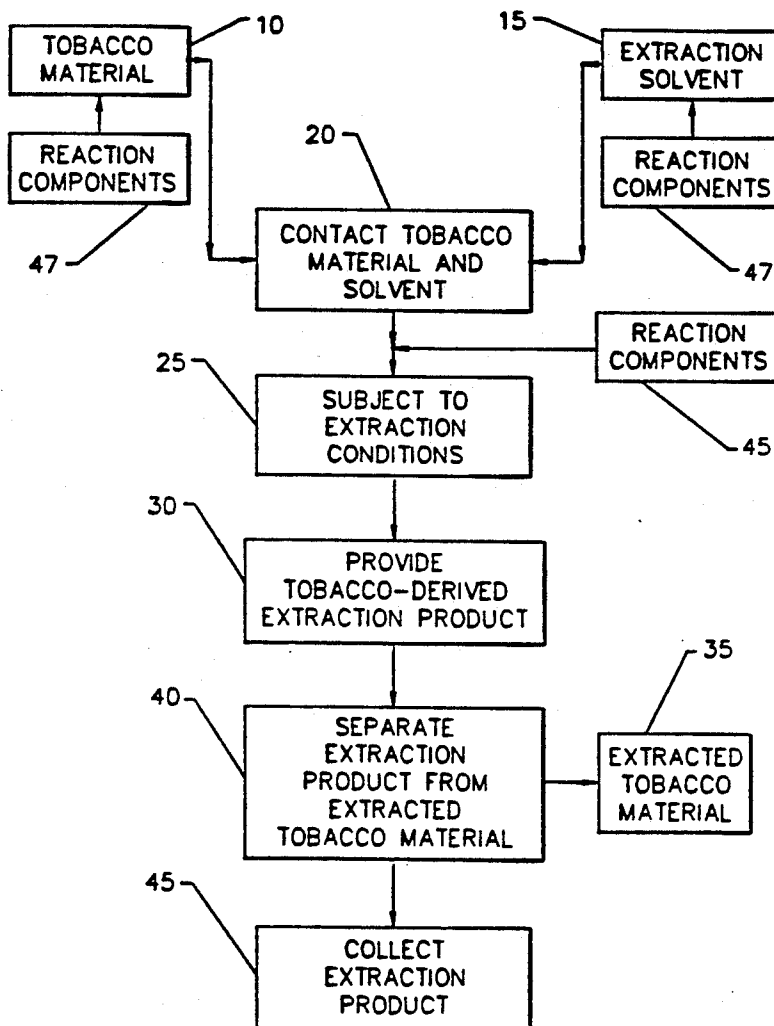 10
15
TOBACCO
MATERIAL
EXTRACTION
SOLVENT
REACTION
COMPONENTS
20
REACTION
COMPONENTS
47
CONTACT TOBACCO
MATERIAL AND
SOLVENT
47
REACTION
COMPONENTS
25
SUBJECT TO
EXTRACTION
CONDITIONS
45
30
PROVIDE
TOBACCO-DERIVED
EXTRACTION PRODUCT
35
40
SEPARATE
EXTRACTION
PRODUCT FROM
EXTRACTED
TOBACCO MATERIAL
EXTRACTED
TOBACCO
MATERIAL
45
COLLECT
EXTRACTION
PRODUCT